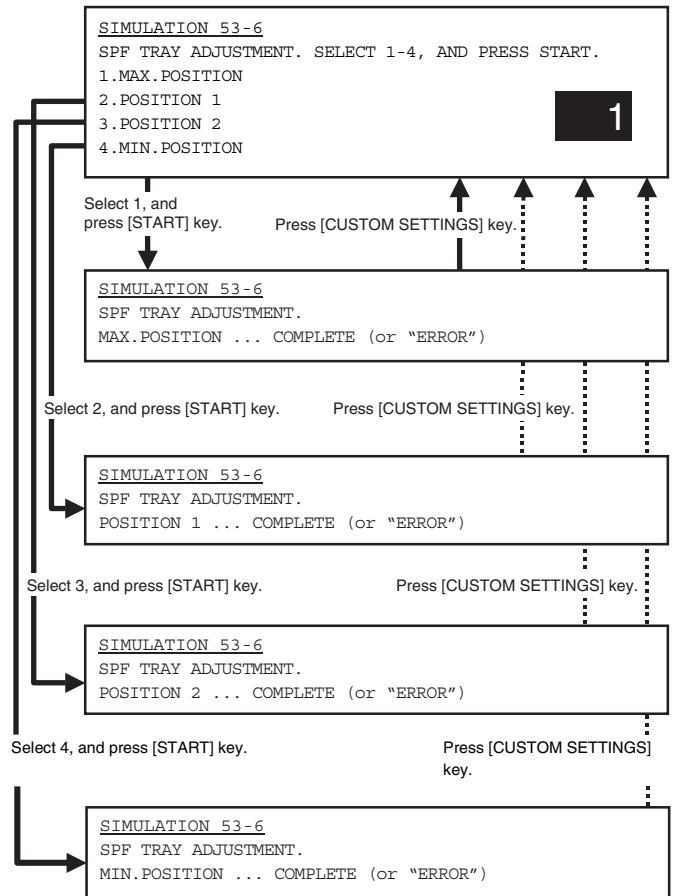 SIMULATION 53-6
SPF TRAY ADJUSTMENT. SELECT 1-4, AND PRESS START.
1.MAX.POSITION
2.POSITION 1
3.POSITION 2
4.MIN.POSITION
1
Select 1, and
press [START] key.
Press [CUSTOM SETTINGS] key.
SIMULATION 53-6
SPF TRAY ADJUSTMENT.
MAX.POSITION ... COMPLETE (or “ERROR”)
Select 2, and press [START] key.
Press [CUSTOM SETTINGS] key.
SIMULATION 53-6
SPF TRAY ADJUSTMENT.
POSITION 1 ... COMPLETE (or “ERROR”)
Select 3, and press [START] key.
Press [CUSTOM SETTINGS] key.
SIMULATION 53-6
SPF TRAY ADJUSTMENT.
POSITION 2 ... COMPLETE (or “ERROR”)
Select 4, and press [START] key.
Press [CUSTOM SETTINGS]
key.
SIMULATION 53-6
SPF TRAY ADJUSTMENT.
MIN.POSITION ... COMPLETE (or “ERROR”)